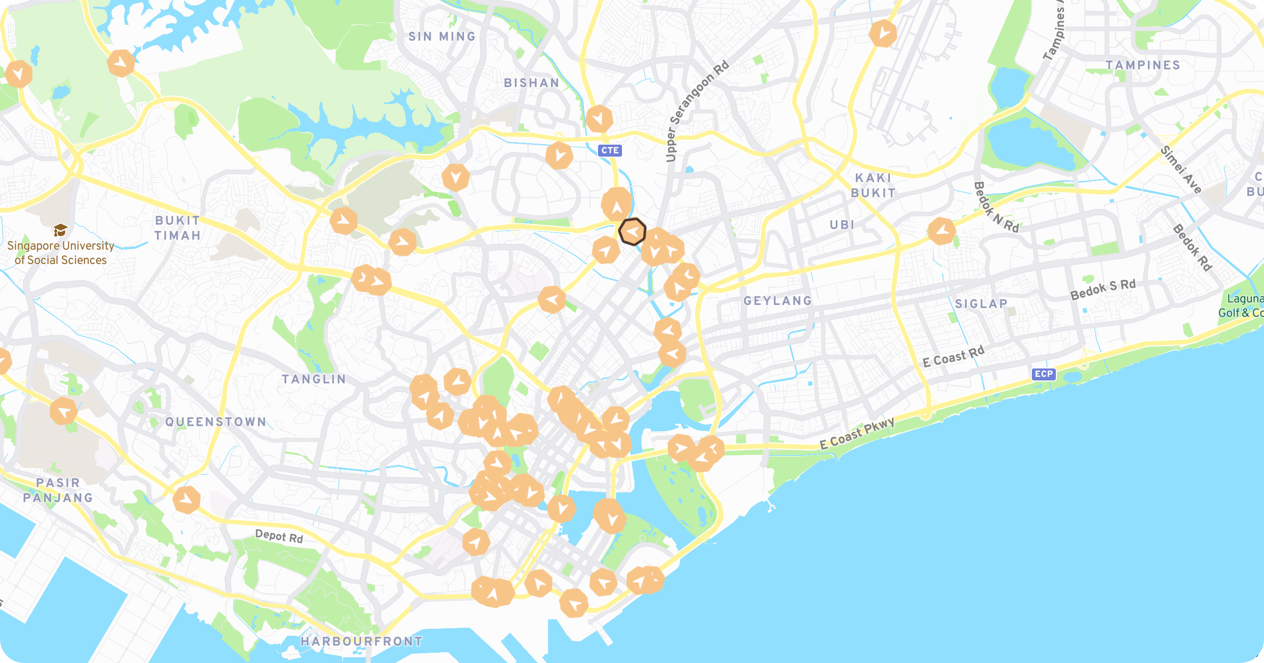 SIN MING
BISHAN
Upper Serangoon Rd
Tampines A
TAMPINES
CTE
KAKI
BUKIT
Simei Ave
BUKIT
TIMAH
UBI
Bedok N Rd
Singapore University
of Social Sciences
Bedok Rd
GEYLANG
SIGLAP
Bedok S Rd
Laguna
Golf & Co
E Coast Rd
ECP
TANGLIN
QUEENSTOWN
E Coast Pkwy
PASIR
PANJANG
Depot Rd
HARBOURFRONT